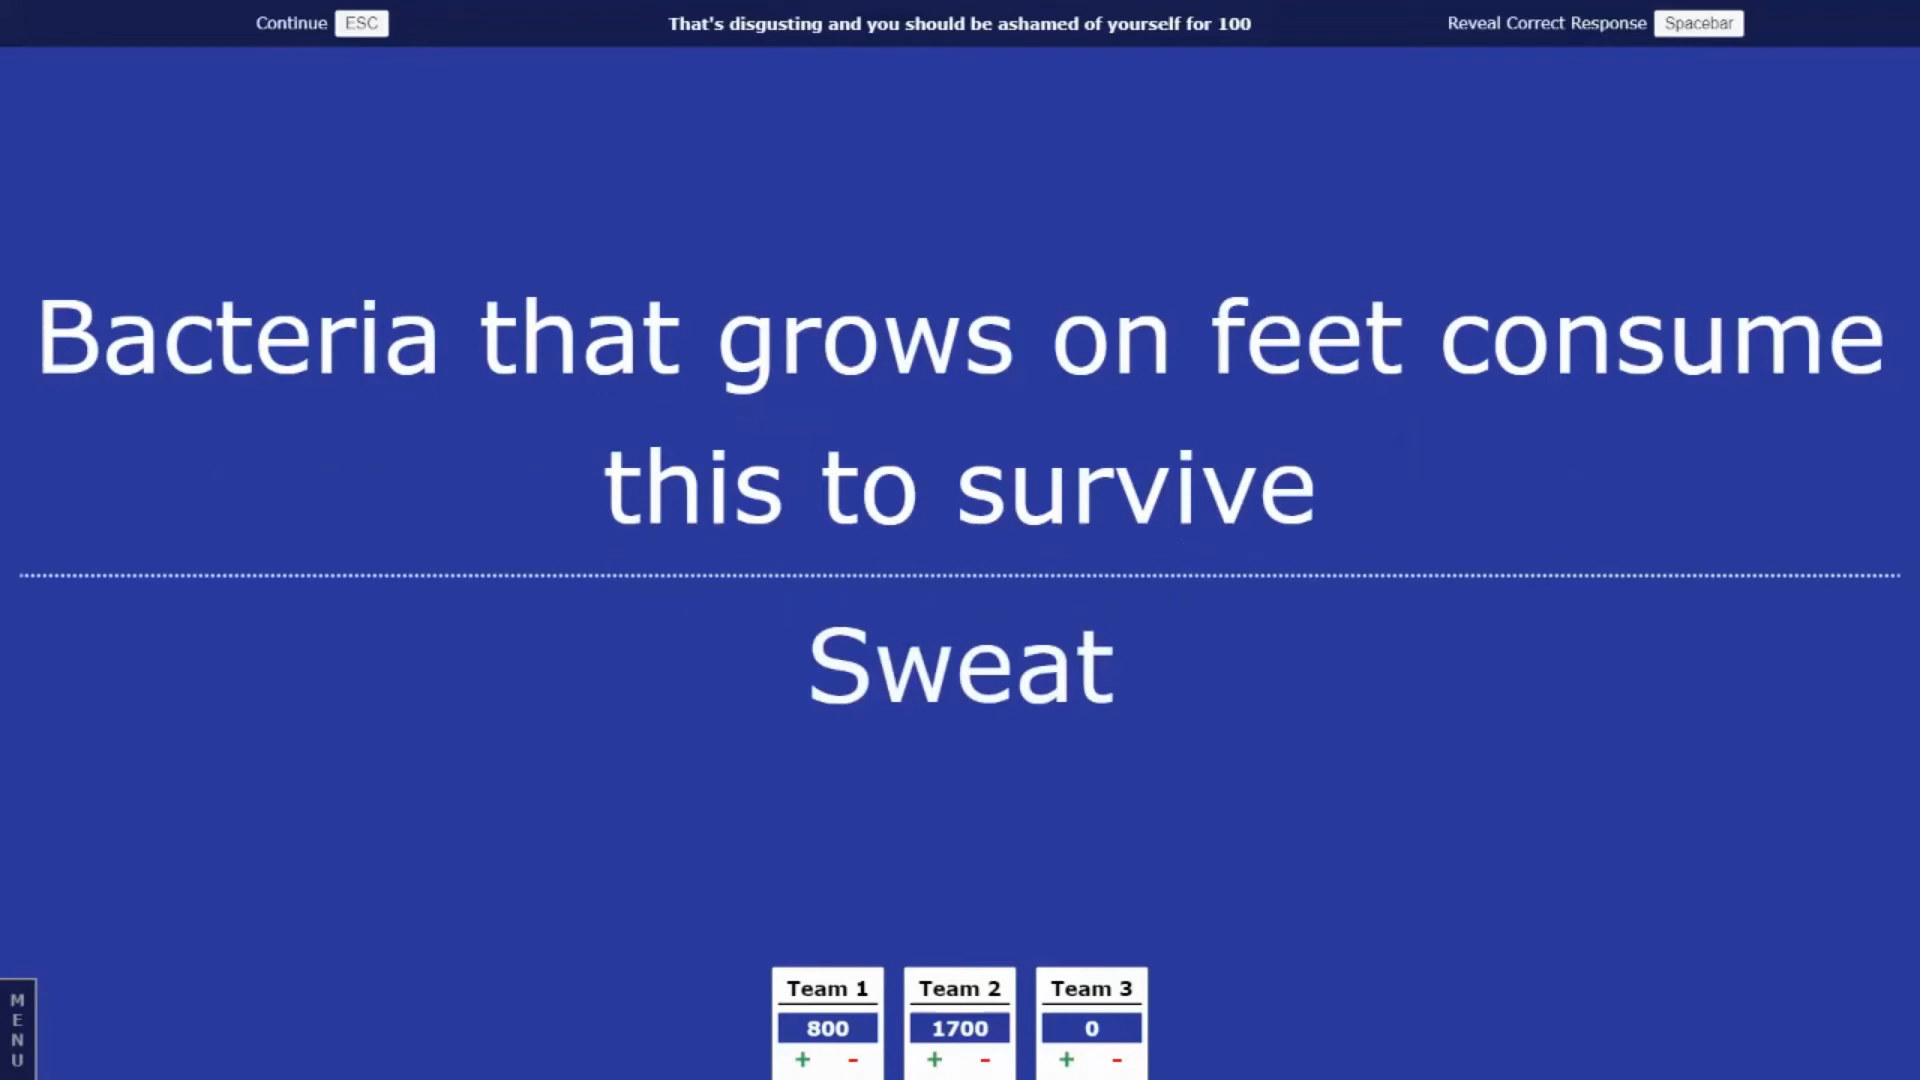 Continue ESC
That's disgusting and you should be ashamed of yourself for 100
Reveal Correct Response Spacebar
Bacteria that grows on feet consume
this to survive
Sweat
MENU
Team 1 Team 2 Team 3
800 1700 0
+ - + - + -